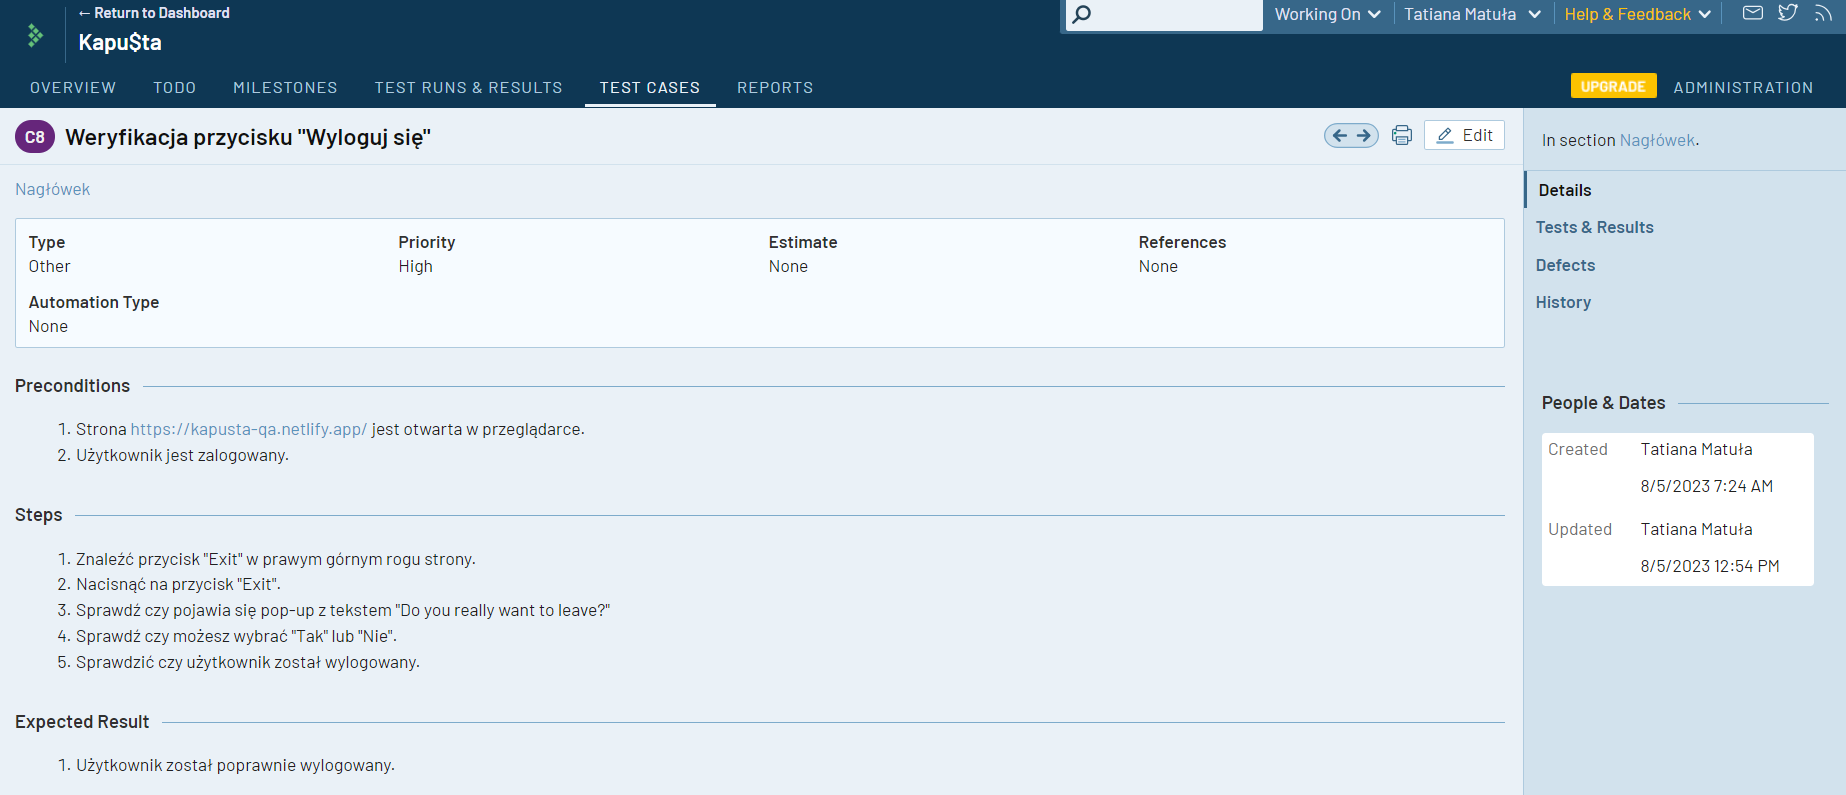 ← Return to Dashboard
Kapu$ta
Working On
Tatiana Matuła
Help & Feedback
OVERVIEW
TODO
MILESTONES
TEST RUNS & RESULTS
TEST CASES
REPORTS
UPGRADE
ADMINISTRATION
C8
Weryfikacja przycisku "Wyloguj się"
Edit
Nagłówek
Type
Other
Priority
High
Estimate
None
References
None
Automation Type
None
Preconditions
1. Strona https://kapusta-qa.netlify.app/ jest otwarta w przeglądarce.
2. Użytkownik jest zalogowany.
Steps
1. Znaleźć przycisk "Exit" w prawym górnym rogu strony.
2. Nacisnąć na przycisk "Exit".
3. Sprawdź czy pojawia się pop-up z tekstem "Do you really want to leave?"
4. Sprawdź czy możesz wybrać "Tak" lub "Nie".
5. Sprawdzić czy użytkownik został wylogowany.
Expected Result
1. Użytkownik został poprawnie wylogowany.
In section Nagłówek.
Details
Tests & Results
Defects
History
People & Dates
Created
Tatiana Matuła
8/5/2023 7:24 AM
Updated
Tatiana Matuła
8/5/2023 12:54 PM